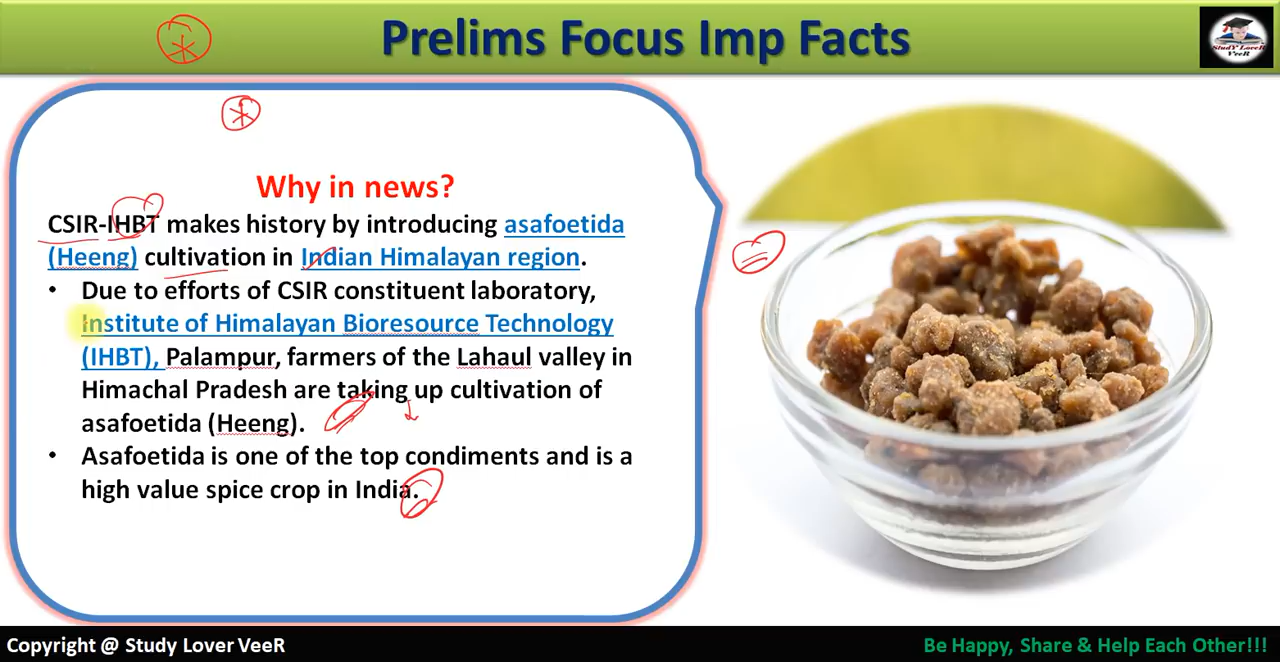 Prelims Focus Imp Facts
StudY LoveR
VeeR
Why in news?
CSIR-IHBT makes history by introducing asafoetida
(Heeng) cultivation in Indian Himalayan region.
• Due to efforts of CSIR constituent laboratory,
Institute of Himalayan Bioresource Technology
(IHBT), Palampur, farmers of the Lahaul valley in
Himachal Pradesh are taking up cultivation of
asafoetida (Heeng).
• Asafoetida is one of the top condiments and is a
high value spice crop in India.
Copyright @ Study Lover VeeR
Be Happy, Share & Help Each Other!!!